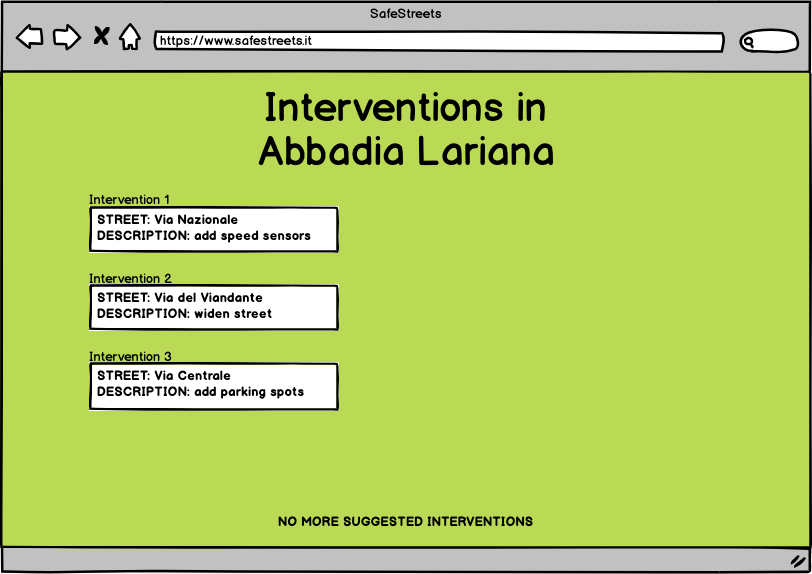 SafeStreets
https://www.safestreets.it
Interventions in
Abbadia Lariana
Intervention 1
STREET: Via Nazionale
DESCRIPTION: add speed sensors
Intervention 2
STREET: Via del Viandante
DESCRIPTION: widen street
Intervention 3
STREET: Via Centrale
DESCRIPTION: add parking spots
NO MORE SUGGESTED INTERVENTIONS